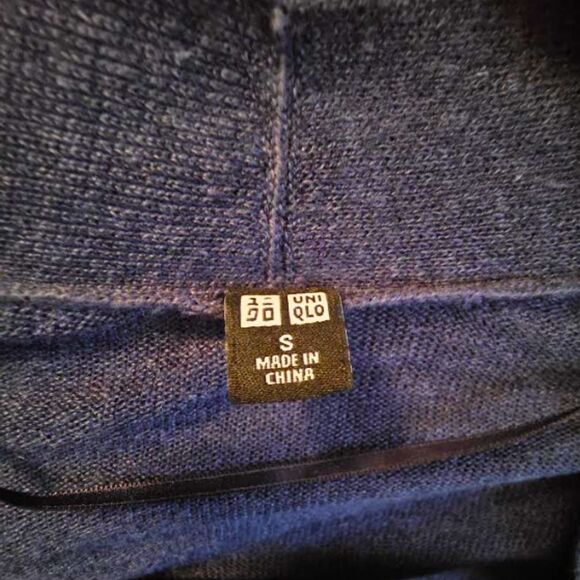 ユニ UNI
クロ QLO
S
MADE IN
CHINA